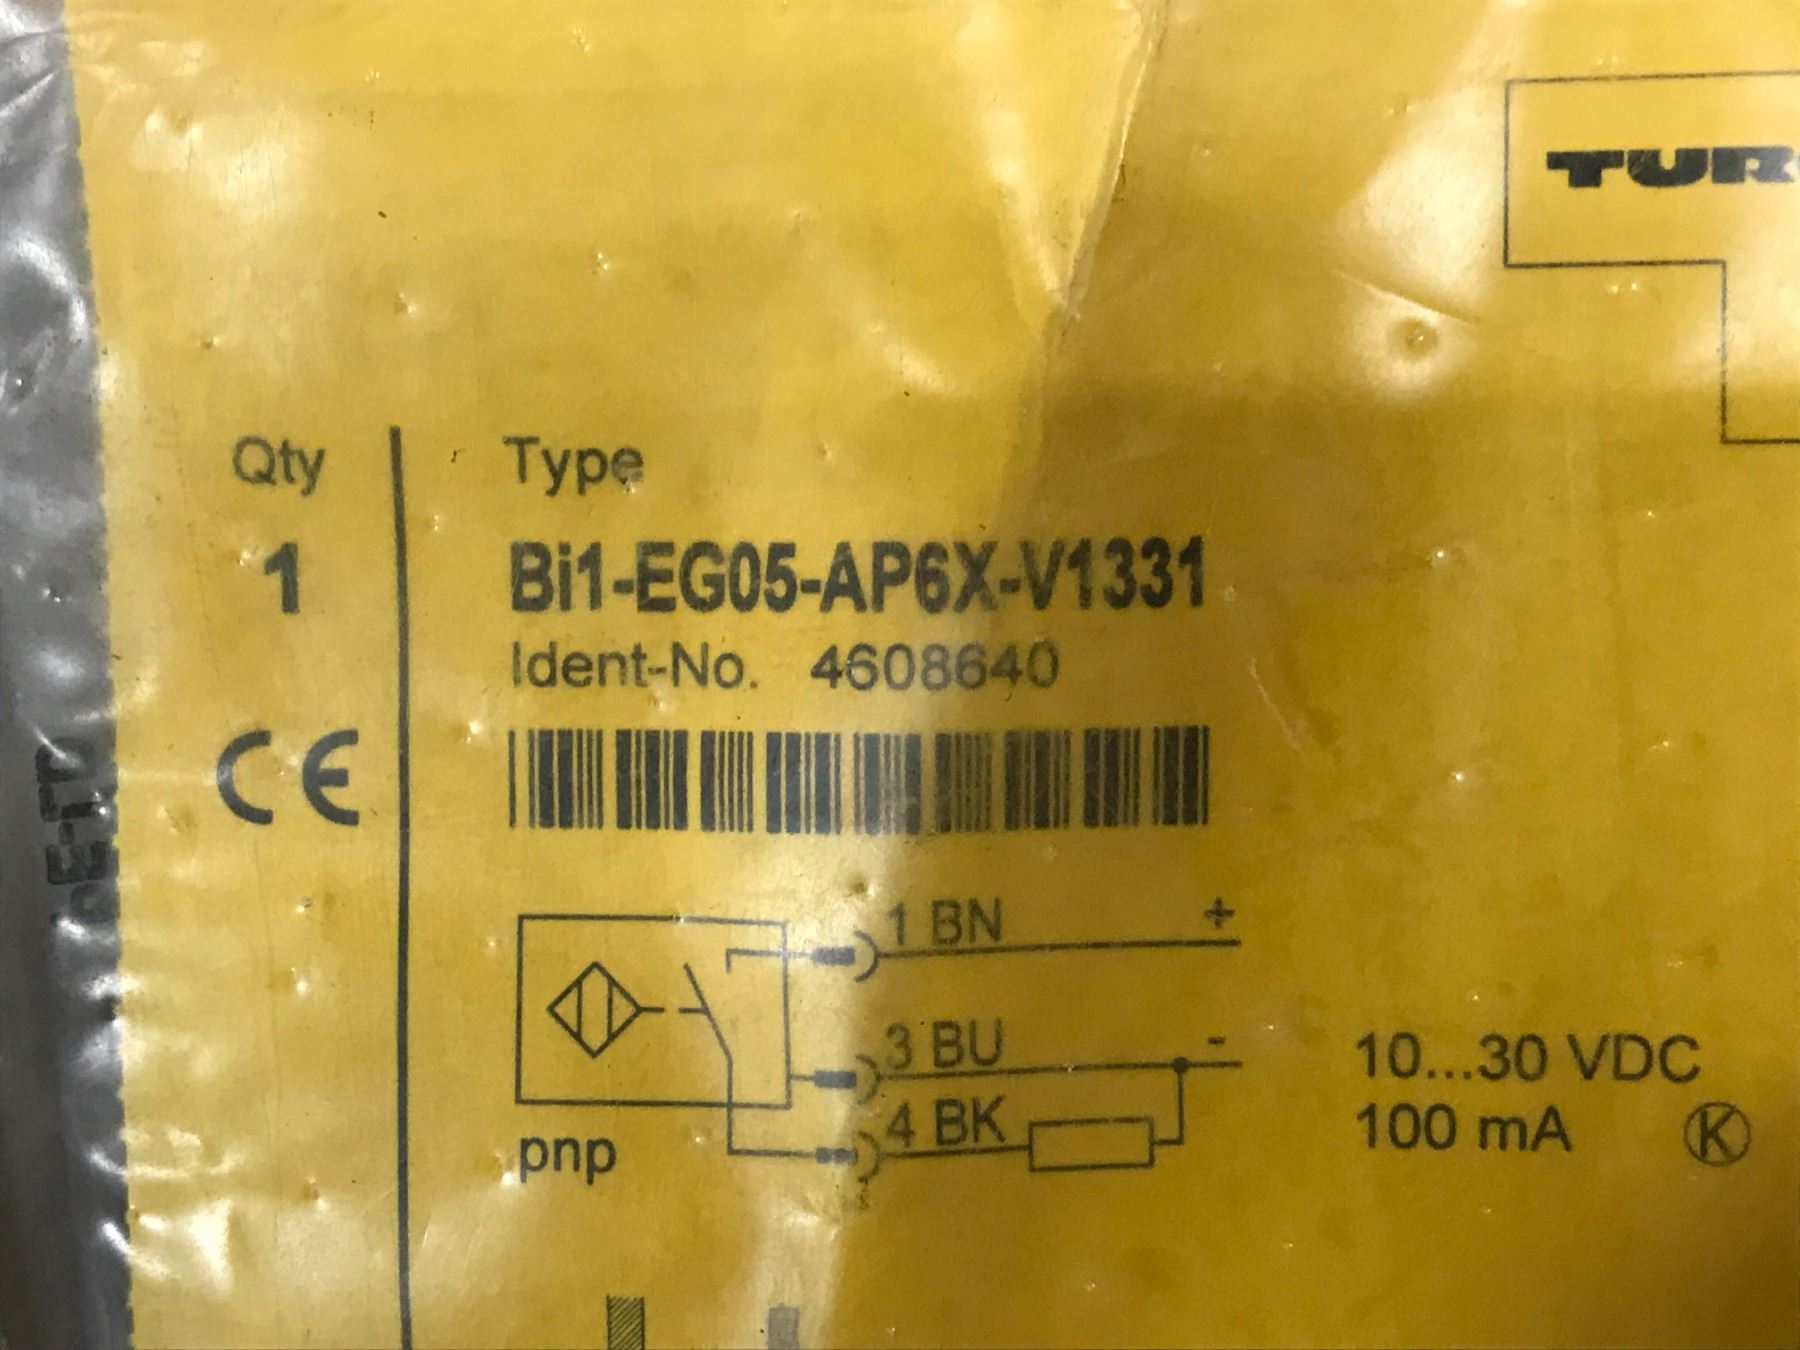 TUR
Qty
Type
1
Bi1-EG05-AP6X-V1331
Ident-No. 4608640
CE
1 BN +
3 BU -
10...30 VDC
4 BK
100 mA
K
pnp